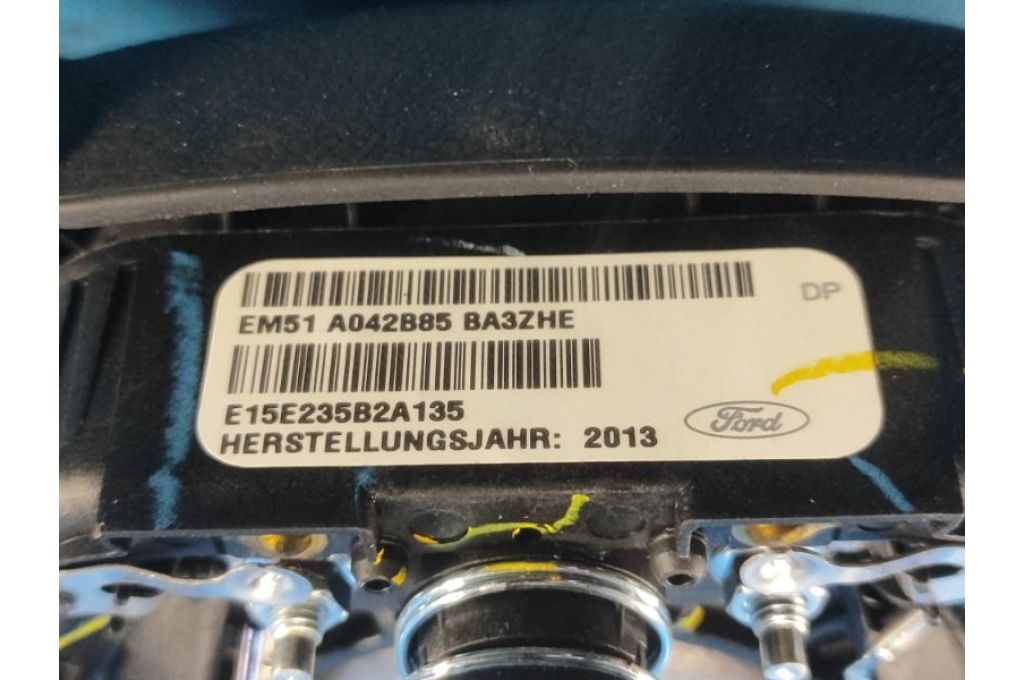 DP
EM51 A042B85 BA3ZHE
E15E235B2A135
Ford
HERSTELLUNGSJAHR: 2013